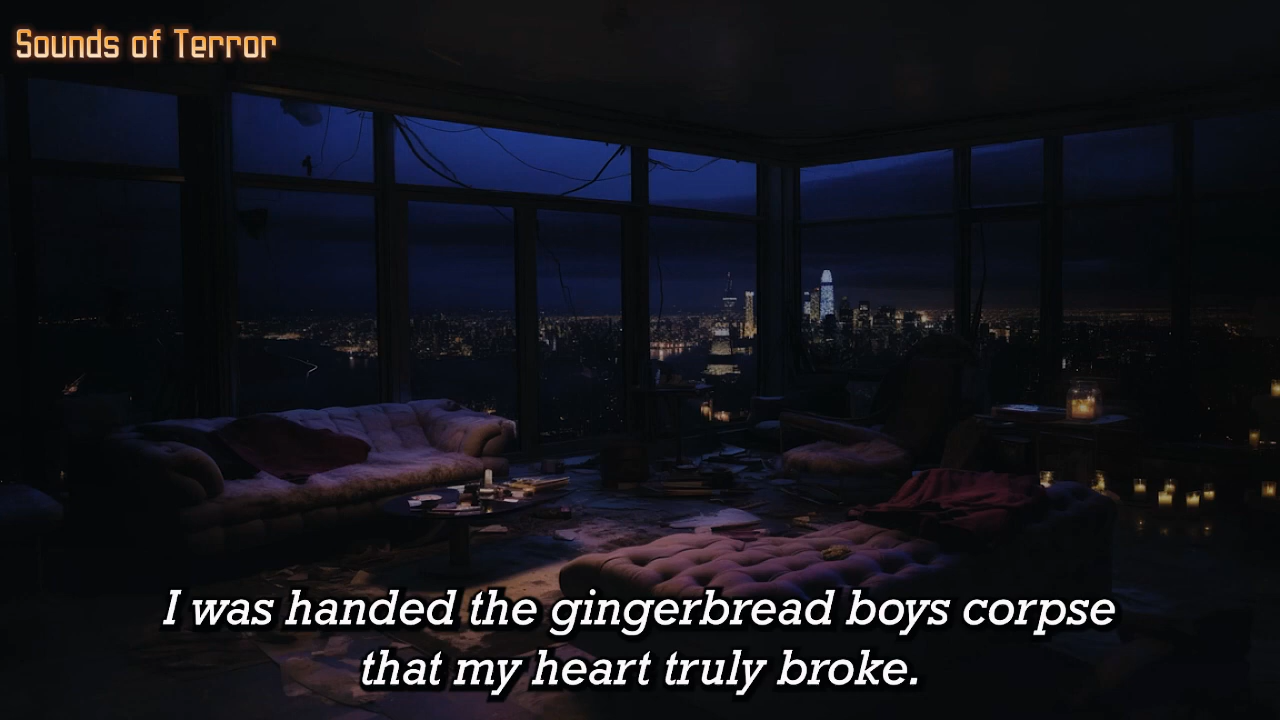 Sounds of Terror
I was handed the gingerbread boys corpse
that my heart truly broke.